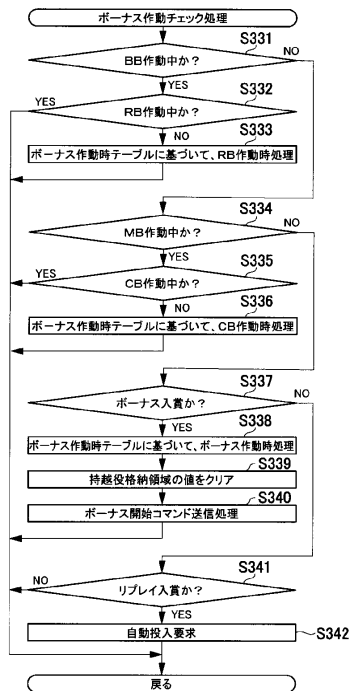 ボーナス作動チェック処理
S331
BB作動中か?
NO
YES
S332
YES
RB作動中か?
NO
S333
ボーナス作動時テーブルに基づいて、RB作動時処理
S334
MB作動中か?
NO
YES
S335
YES
CB作動中か?
NO
S336
ボーナス作動時テーブルに基づいて、CB作動時処理
S337
ボーナス入賞か?
NO
YES
S338
ボーナス作動時テーブルに基づいて、ボーナス作動時処理
S339
持越役格納領域の値をクリア
S340
ボーナス開始コマンド送信処理
S341
NO
リプレイ入賞か?
YES
自動投入要求
S342
戻る